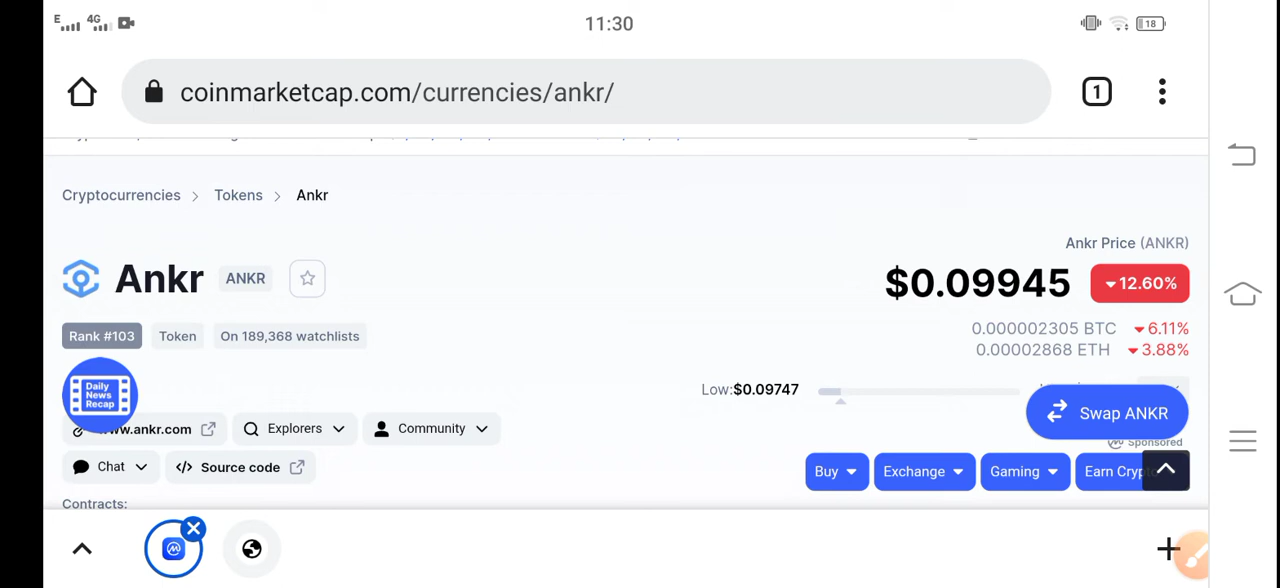 E 4G 11:30 18
coinmarketcap.com/currencies/ankr/ 1
Cryptocurrencies > Tokens > Ankr
Ankr Price (ANKR)
Ankr ANKR $0.09945 12.60%
0.000002305 BTC 6.11%
Rank #103 Token On 189,368 watchlists
0.00002868 ETH 3.88%
Daily News Recap
Low:$0.09747
Swap ANKR
www.ankr.com Explorers Community
Sponsored
Chat Source code
Buy Exchange Gaming Earn
Contracts: